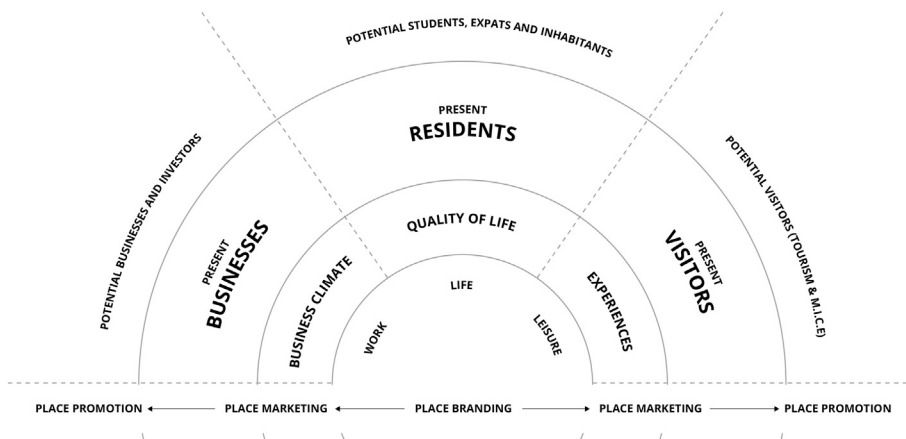 POTENTIAL STUDENTS, EXPATS AND INHABITANTS
PRESENT
RESIDENTS
QUALITY OF LIFE
LIFE
POTENTIAL BUSINESSES AND INVESTORS
PRESENT
BUSINESSES
BUSINESS CLIMATE
WORK
LEISURE
EXPERIENCES
PRESENT
VISITORS
POTENTIAL VISITORS (TOURISM & M.I.C.E)
PLACE PROMOTION
PLACE MARKETING
PLACE BRANDING
PLACE MARKETING
PLACE PROMOTION